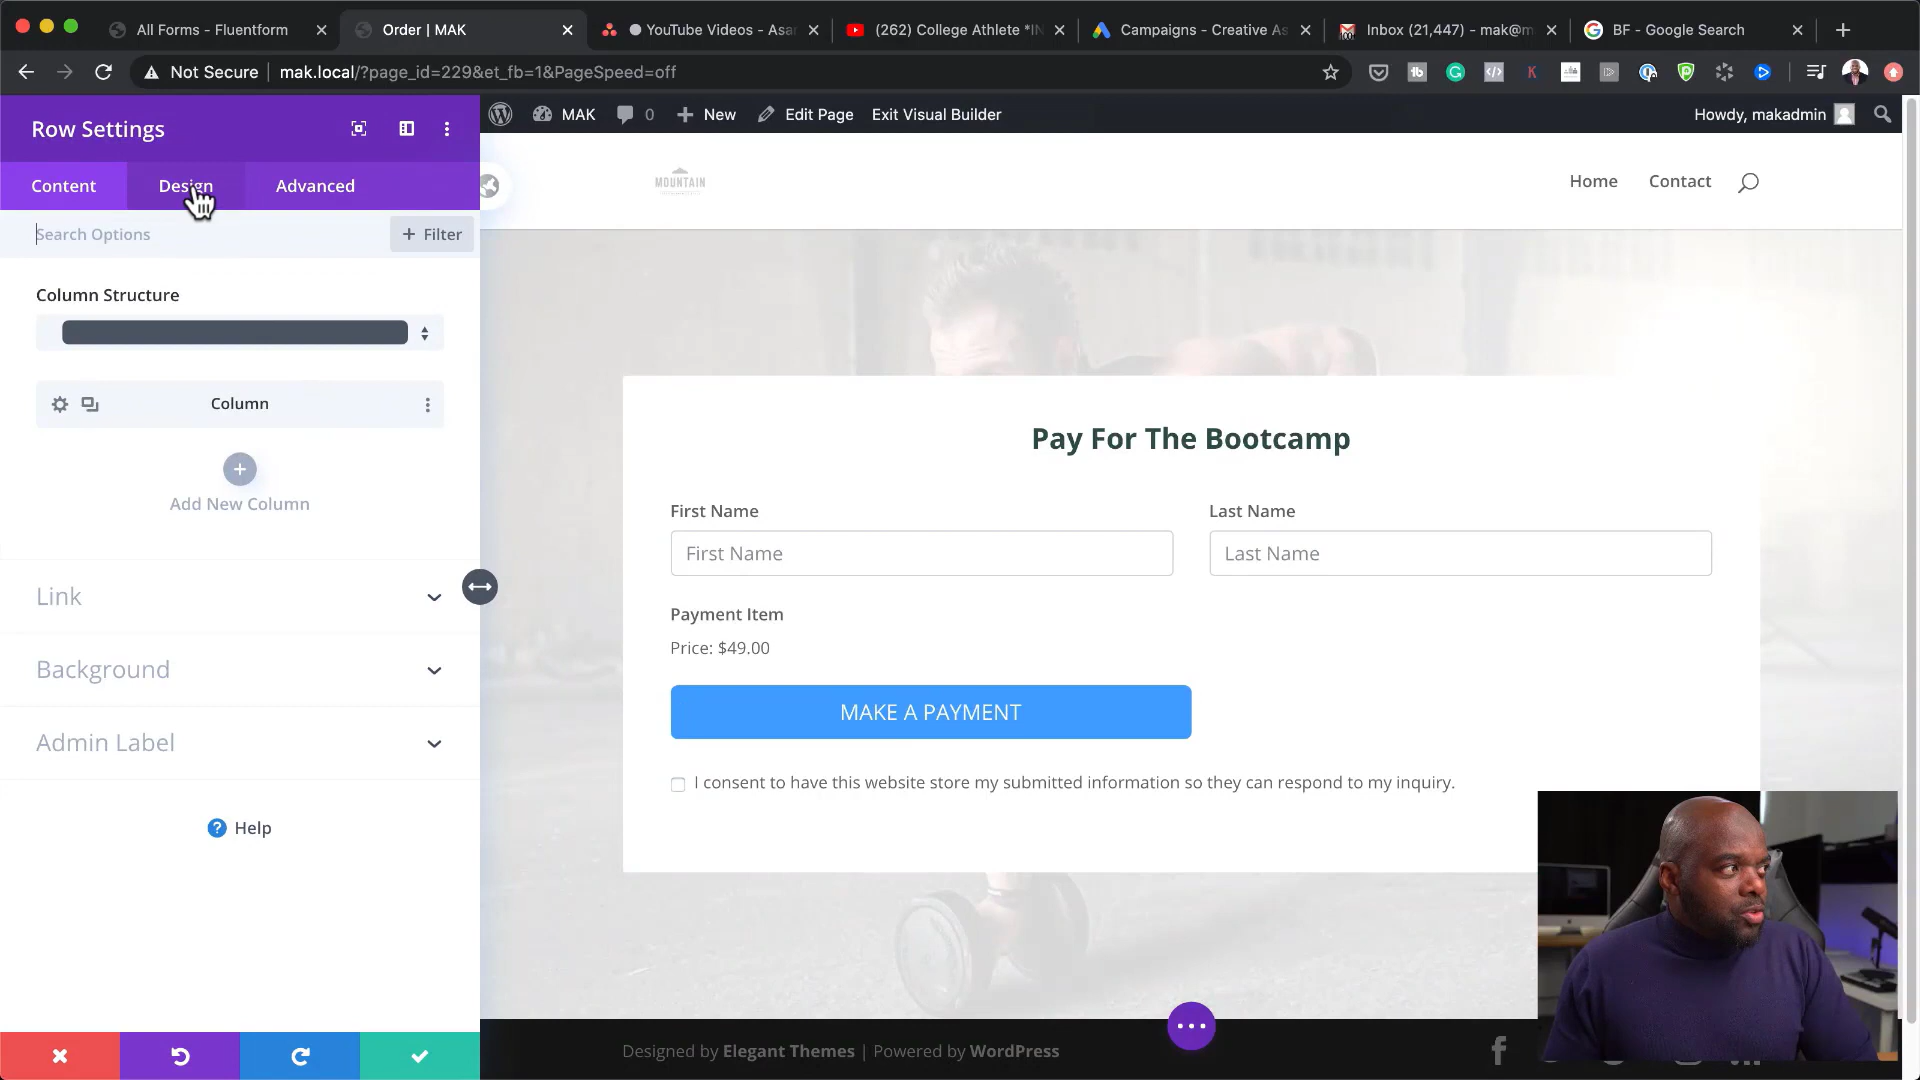 All Forms - Fluentform
Order | MAK
YouTube Videos - Asan
(262) College Athlete *IN
Campaigns - Creative As
Inbox (21,447) - mak@m
BF - Google Search
Not Secure | mak.local/?page_id=229&et_fb=1&PageSpeed=off
Row Settings
MAK
0
New
Edit Page
Exit Visual Builder
Howdy, makadmin
Content
Design
Advanced
MOUNTAIN
Home
Contact
Search Options
+ Filter
Column Structure
Column
Add New Column
Link
Background
Admin Label
Help
Pay For The Bootcamp
First Name
Last Name
First Name
Last Name
Payment Item
Price: $49.00
MAKE A PAYMENT
I consent to have this website store my submitted information so they can respond to my inquiry.
Designed by Elegant Themes | Powered by WordPress